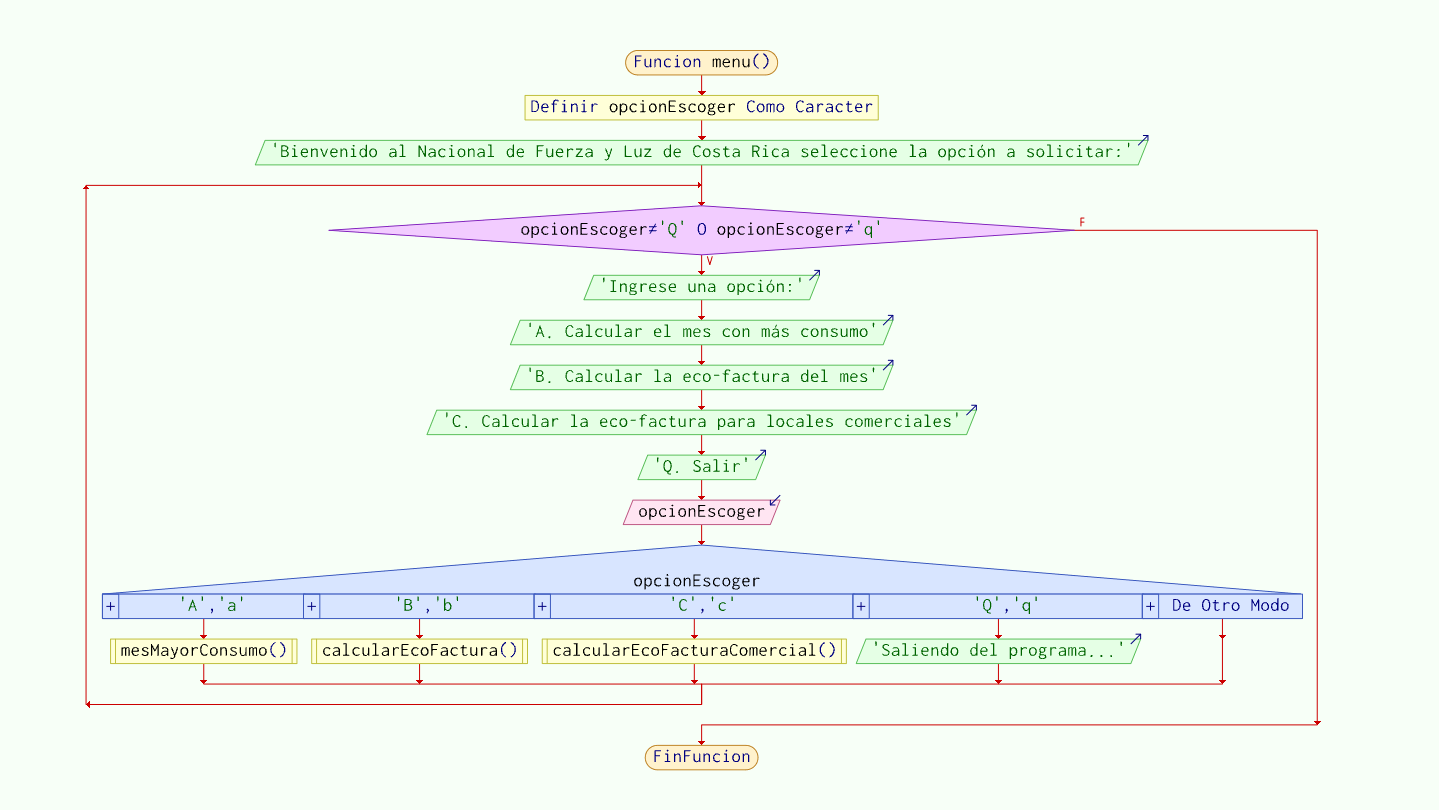 Funcion menu()
Definir opcionEscoger Como Caracter
'Bienvenido al Nacional de Fuerza y Luz de Costa Rica seleccione la opción a solicitar:'
opcionEscoger≠'Q' O opcionEscoger≠'q'
F
V
'Ingrese una opción:'
'A. Calcular el mes con más consumo'
'B. Calcular la eco-factura del mes'
'C. Calcular la eco-factura para locales comerciales'
'Q. Salir'
opcionEscoger
opcionEscoger
+ 'A','a' + 'B','b' + 'C','c' + 'Q','q' + De Otro Modo
mesMayorConsumo() calcularEcoFactura() calcularEcoFacturaComercial() 'Saliendo del programa...'
FinFuncion